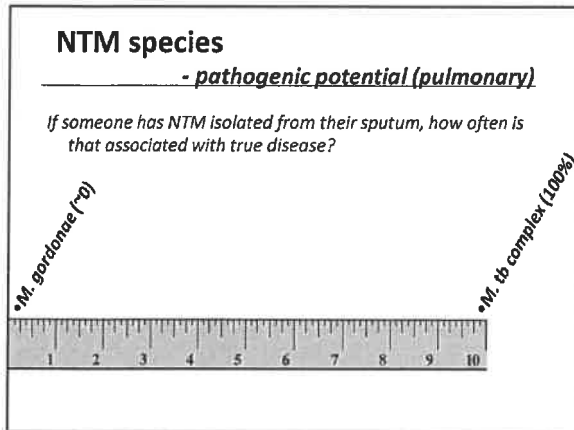 NTM species
- pathogenic potential (pulmonary)
If someone has NTM isolated from their sputum, how often is
that associated with true disease?
•M. gordonae (~0)
•M. tb complex (100%)
1 2 3 4 5 6 7 8 9 10